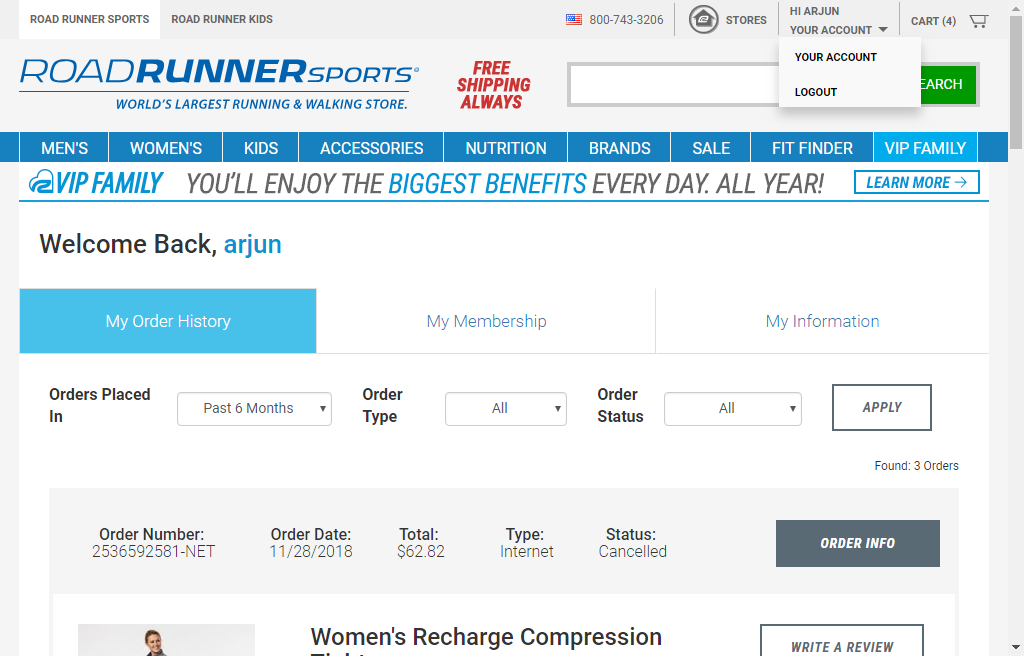 ROAD RUNNER SPORTS
ROAD RUNNER KIDS
800-743-3206
STORES
HI ARJUN
YOUR ACCOUNT
CART (4)
YOUR ACCOUNT
LOGOUT
ROADRUNNERSPORTS
WORLD'S LARGEST RUNNING & WALKING STORE.
FREE
SHIPPING
ALWAYS
EARCH
MEN'S
WOMEN'S
KIDS
ACCESSORIES
NUTRITION
BRANDS
SALE
FIT FINDER
VIP FAMILY
VIP FAMILY YOU'LL ENJOY THE BIGGEST BENEFITS EVERY DAY. ALL YEAR! LEARN MORE →
Welcome Back, arjun
My Order History
My Membership
My Information
Orders Placed
In
Past 6 Months
Order
Type
All
Order
Status
All
APPLY
Found: 3 Orders
Order Number:
2536592581-NET
Order Date:
11/28/2018
Total:
$62.82
Type:
Internet
Status:
Cancelled
ORDER INFO
Women's Recharge Compression
WRITE A REVIEW